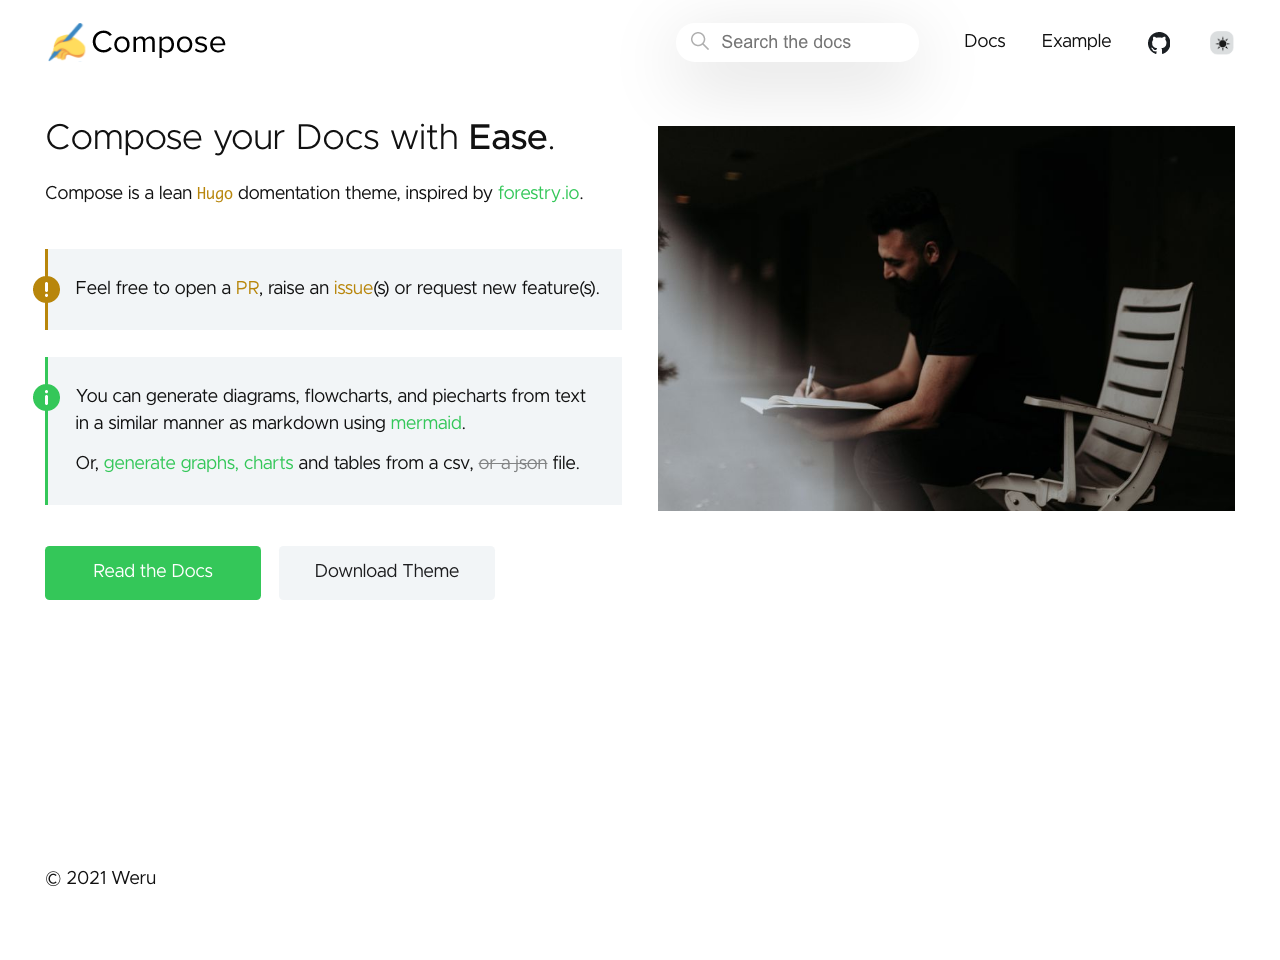 Compose
Search the docs
Docs
Example
Compose your Docs with Ease.
Compose is a lean Hugo domentation theme, inspired by forestry.io.
Feel free to open a PR, raise an issue(s) or request new feature(s).
You can generate diagrams, flowcharts, and piecharts from text
in a similar manner as markdown using mermaid.
Or, generate graphs, charts and tables from a csv, or a json file.
Read the Docs
Download Theme
© 2021 Weru